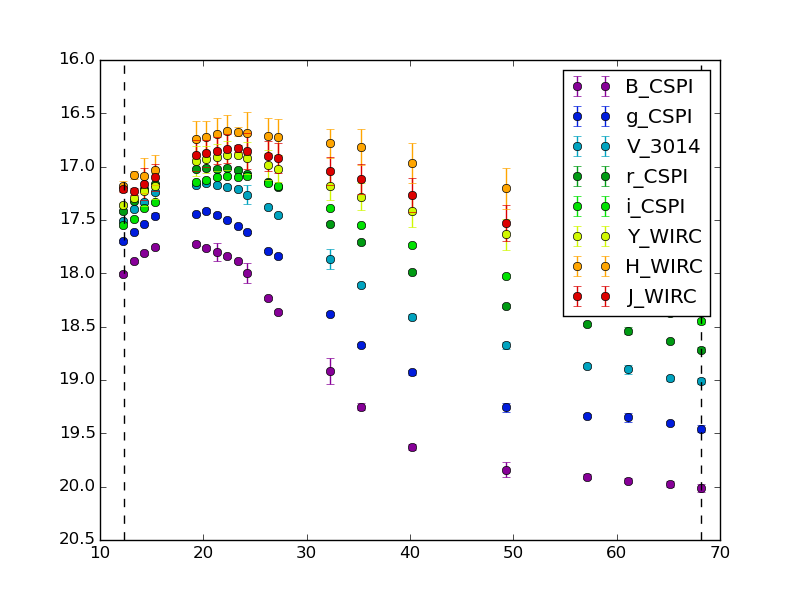 16.0
16.5
17.0
17.5
18.0
18.5
19.0
19.5
20.0
20.5
10
20
30
40
50
60
70
B_CSPI
g_CSPI
V_3014
r_CSPI
i_CSPI
Y_WIRC
H_WIRC
J_WIRC